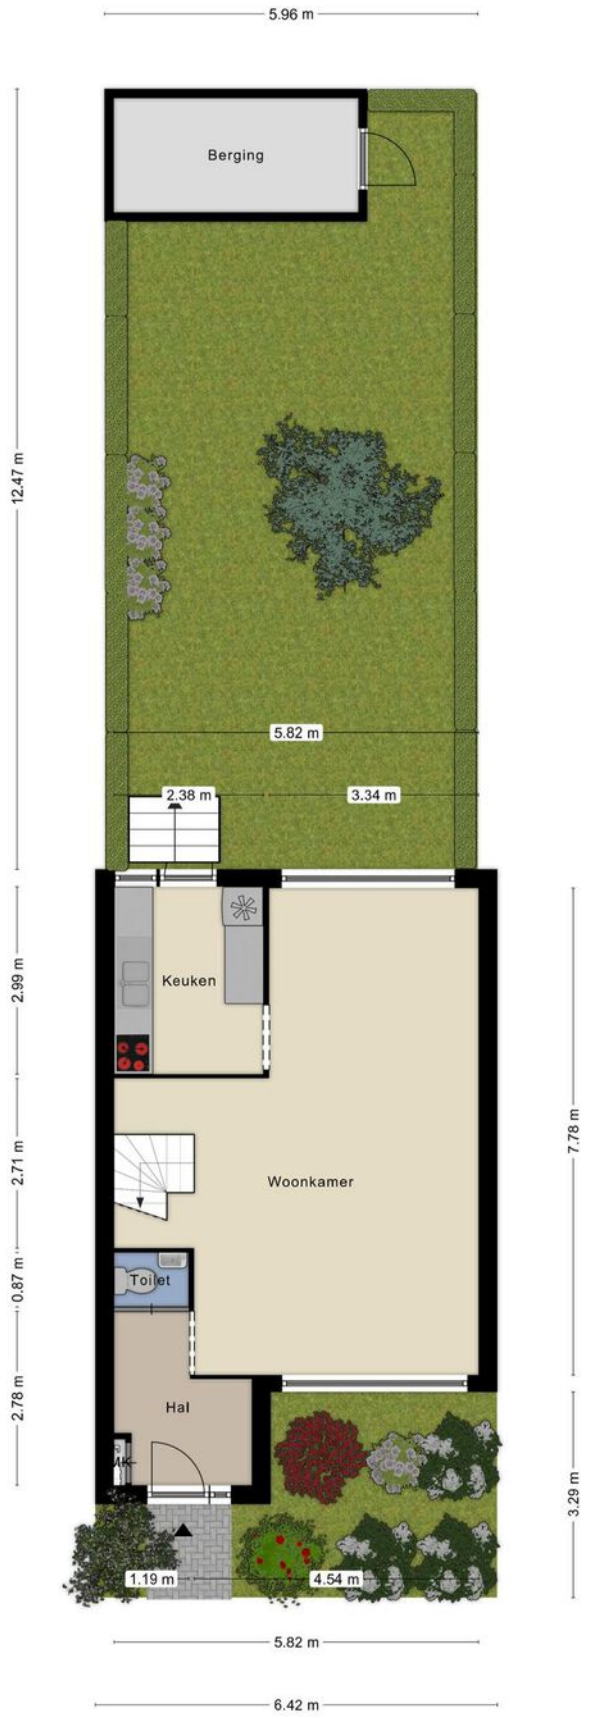 5.96 m
Berging
12.47 m
5.82 m
2.38 m
3.34 m
Keuken
2.99 m
7.78 m
2.71 m
Woonkamer
0.87 m
Toilet
2.78 m
Hal
MK
3.29 m
1.19 m
4.54 m
5.82 m
6.42 m